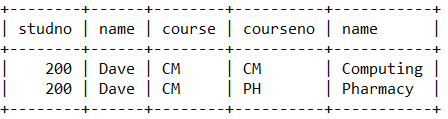 +--------+------+--------+----------+-----------+
| studno | name | course | courseno | name      |
+--------+------+--------+----------+-----------+
|    200 | Dave | CM     | CM       | Computing |
|    200 | Dave | CM     | PH       | Pharmacy  |
+--------+------+--------+----------+-----------+